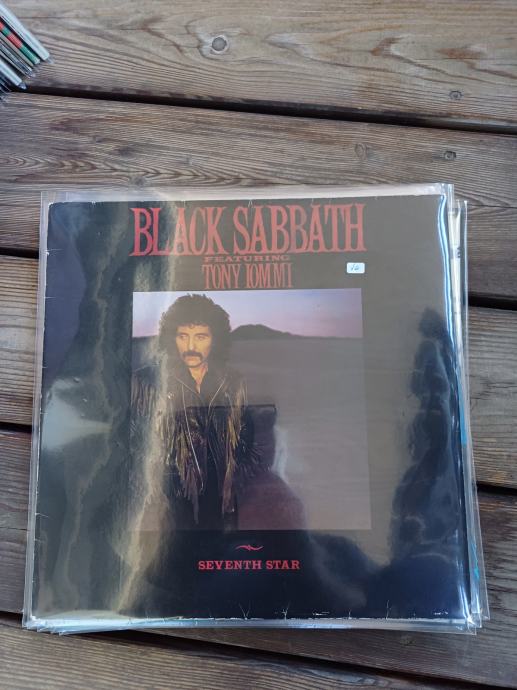 BLACK SABBATH
FEATURING
TONY IOMMI
SEVENTH STAR